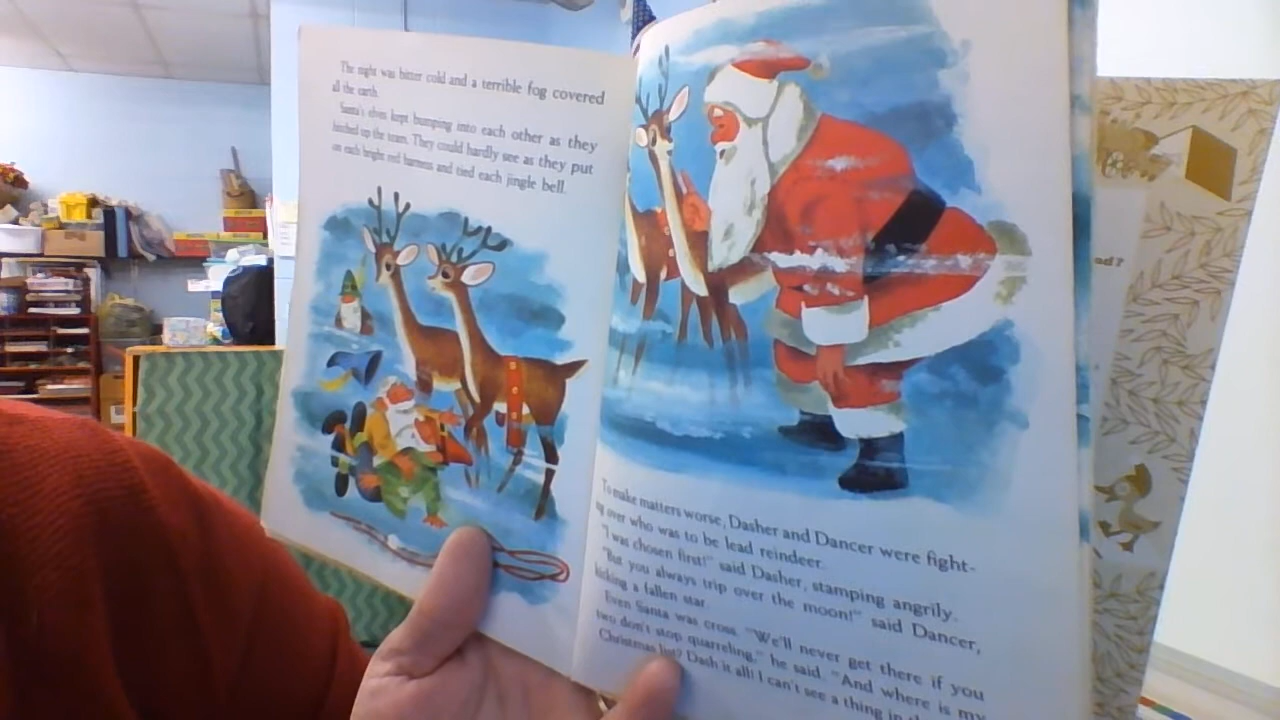 The night was bitter cold and a terrible fog covered
all the earth.
Santa's elves kept bumping into each other as they
hitched up the team. They could hardly see as they put
on each bright red harness and tied each jingle bell.
To make matters worse, Dasher and Dancer were fight-
ing over who was to be lead reindeer.
"I was chosen first!" said Dasher, stamping angrily.
"But you always trip over the moon!" said Dancer,
kicking a fallen star.
Even Santa was cross. "We'll never get there if you
two don't stop quarreling," he said. "And where is my
Christmas list? Dash it all! I can't see a thing in